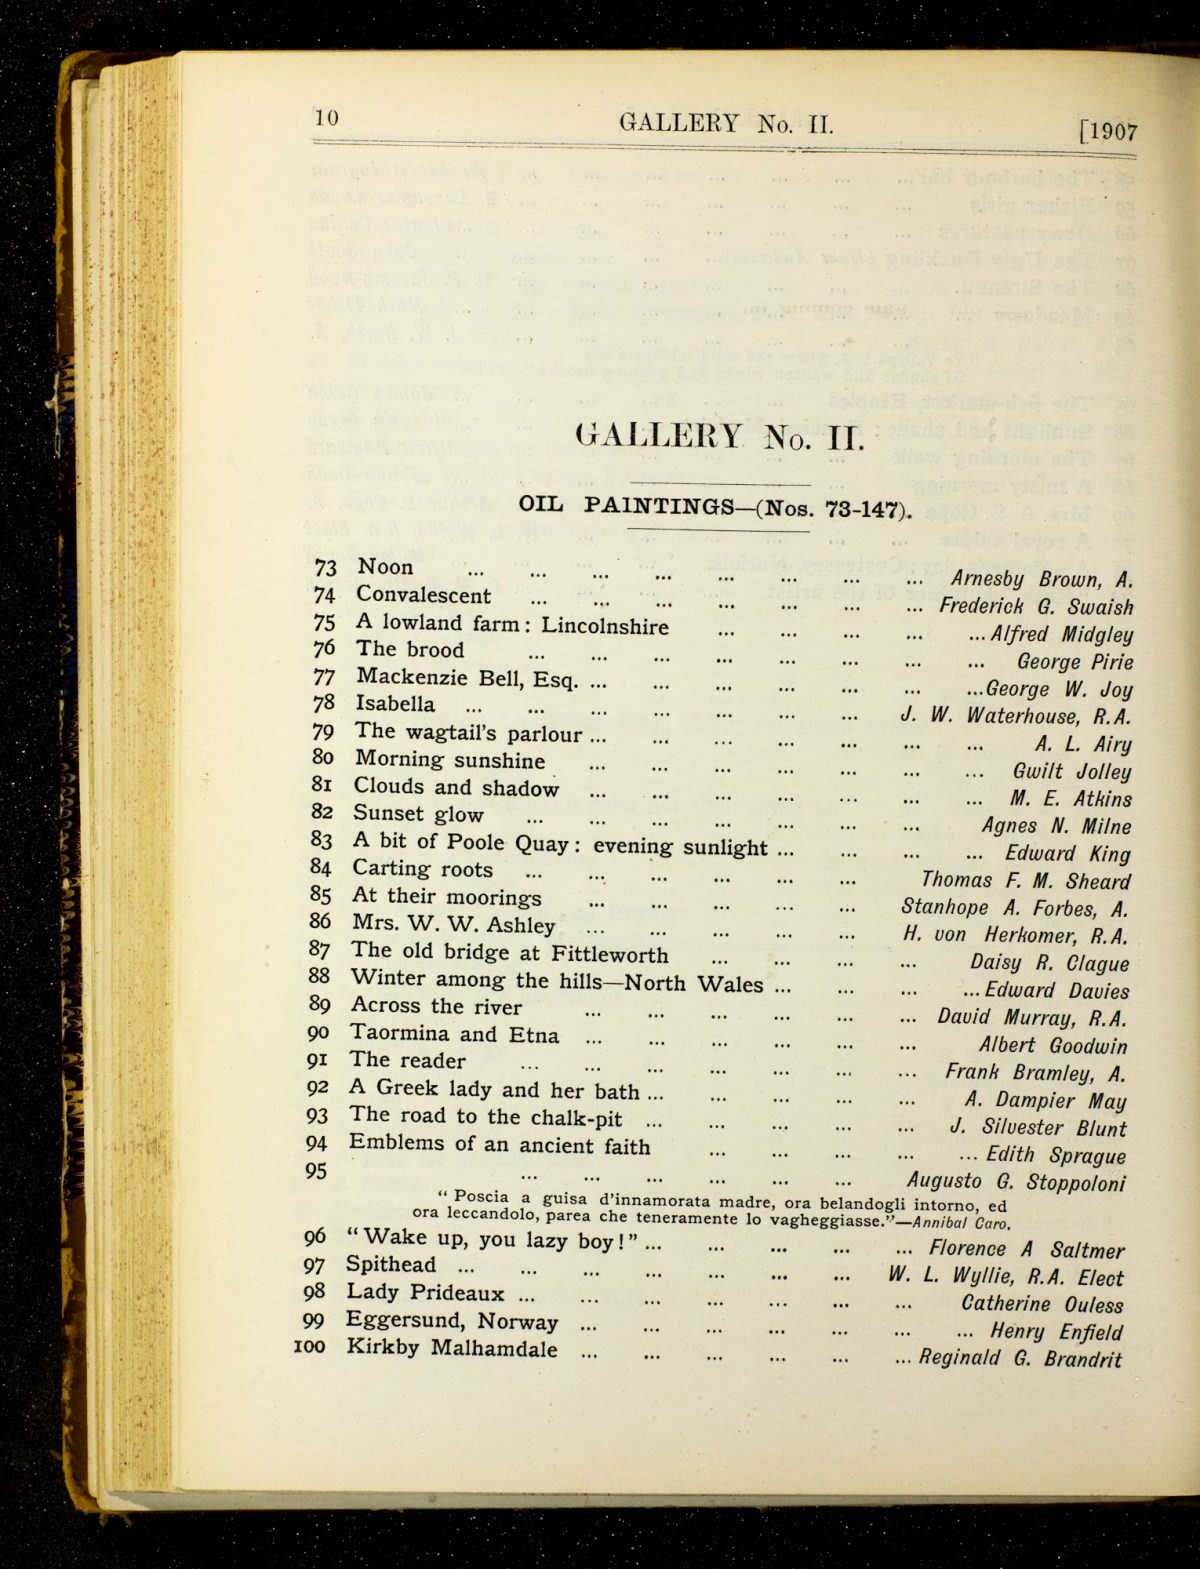 10 GALLERY No. II. [1907
GALLERY No. II.
OIL PAINTINGS—(Nos. 73-147).
73 Noon ... ... ... ... ... ... ... ... Arnesby Brown, A.
74 Convalescent ... ... ... ... ... ... ... Frederick G. Swaish
75 A lowland farm: Lincolnshire ... ... ... ... ... Alfred Midgley
76 The brood ... ... ... ... ... ... ... ... George Pirie
77 Mackenzie Bell, Esq. ... ... ... ... ... ... ... George W. Joy
78 Isabella ... ... ... ... ... ... ... J. W. Waterhouse, R.A.
79 The wagtail's parlour ... ... ... ... ... ... ... A. L. Airy
80 Morning sunshine ... ... ... ... ... ... ... Gwilt Jolley
81 Clouds and shadow ... ... ... ... ... ... ... M. E. Atkins
82 Sunset glow ... ... ... ... ... ... ... Agnes N. Milne
83 A bit of Poole Quay: evening sunlight ... ... ... ... Edward King
84 Carting roots ... ... ... ... ... ... Thomas F. M. Sheard
85 At their moorings ... ... ... ... ... Stanhope A. Forbes, A.
86 Mrs. W. W. Ashley ... ... ... ... ... H. von Herkomer, R.A.
87 The old bridge at Fittleworth ... ... ... ... Daisy R. Clague
88 Winter among the hills—North Wales ... ... ... ... Edward Davies
89 Across the river ... ... ... ... ... ... David Murray, R.A.
90 Taormina and Etna ... ... ... ... ... ... Albert Goodwin
91 The reader ... ... ... ... ... ... ... Frank Bramley, A.
92 A Greek lady and her bath ... ... ... ... ... A. Dampier May
93 The road to the chalk-pit ... ... ... ... ... J. Silvester Blunt
94 Emblems of an ancient faith ... ... ... ... ... Edith Sprague
95 ... ... ... ... ... ... Augusto G. Stoppoloni
“Poscia a guisa d'innamorata madre, ora belandogli intorno, ed
ora leccandolo, parea che teneramente lo vagheggiasse.”—Annibal Caro.
96 “Wake up, you lazy boy!” ... ... ... ... ... Florence A Saltmer
97 Spithead ... ... ... ... ... ... ... W. L. Wyllie, R.A. Elect
98 Lady Prideaux ... ... ... ... ... ... ... Catherine Ouless
99 Eggersund, Norway ... ... ... ... ... ... ... Henry Enfield
100 Kirkby Malhamdale ... ... ... ... ... ... Reginald G. Brandrit